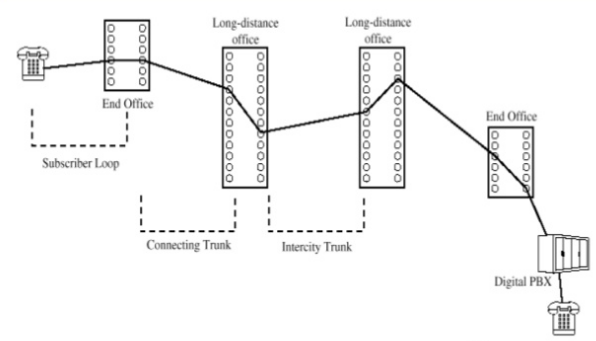 Long-distance
office
Long-distance
office
End Office
End Office
Subscriber Loop
Connecting Trunk
Intercity Trunk
Digital PBX